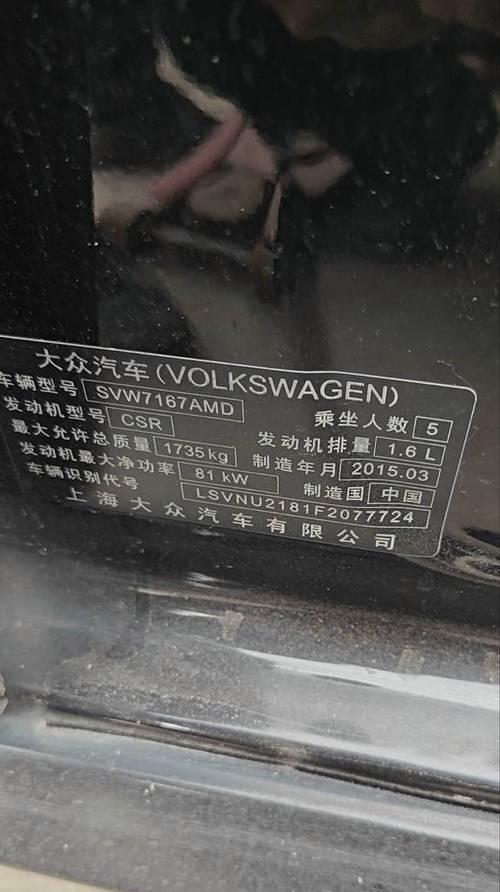 大众汽车(VOLKSWAGEN)
车辆型号 SVW7167AMD 乘坐人数 5
发动机型号 CSR 发动机排量 1.6 L
最大允许总质量 1735kg 制造年月 2015.03
发动机最大净功率 81 kW 制造国 中国
车辆识别代号 LSVNU2181F2077724
上海大众汽车有限公司